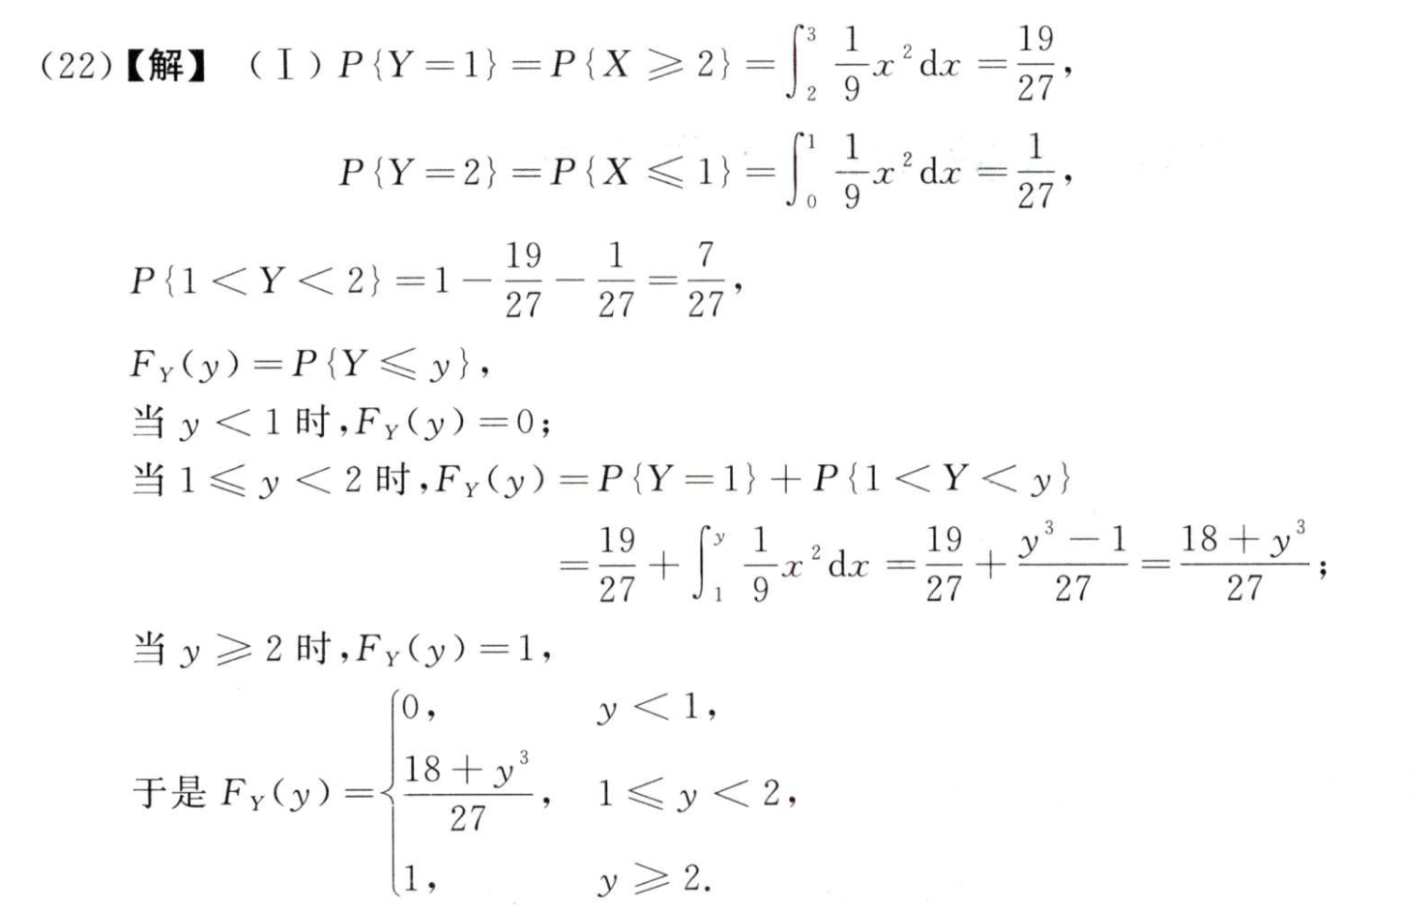 (22)【解】 (Ⅰ) P{Y=1}=P{X⩾2}=∫₂³ 1/9 x² dx = 19/27,
P{Y=2}=P{X⩽1}=∫₀¹ 1/9 x² dx = 1/27,
P{1<Y<2}=1−19/27−1/27=7/27,
F_Y(y)=P{Y⩽y},
当 y<1 时,F_Y(y)=0;
当 1⩽y<2 时,F_Y(y)=P{Y=1}+P{1<Y<y}
=19/27+∫₁^y 1/9 x² dx = 19/27+(y³−1)/27=(18+y³)/27;
当 y⩾2 时,F_Y(y)=1,
于是 F_Y(y)={0, y<1,
(18+y³)/27, 1⩽y<2,
1, y⩾2.